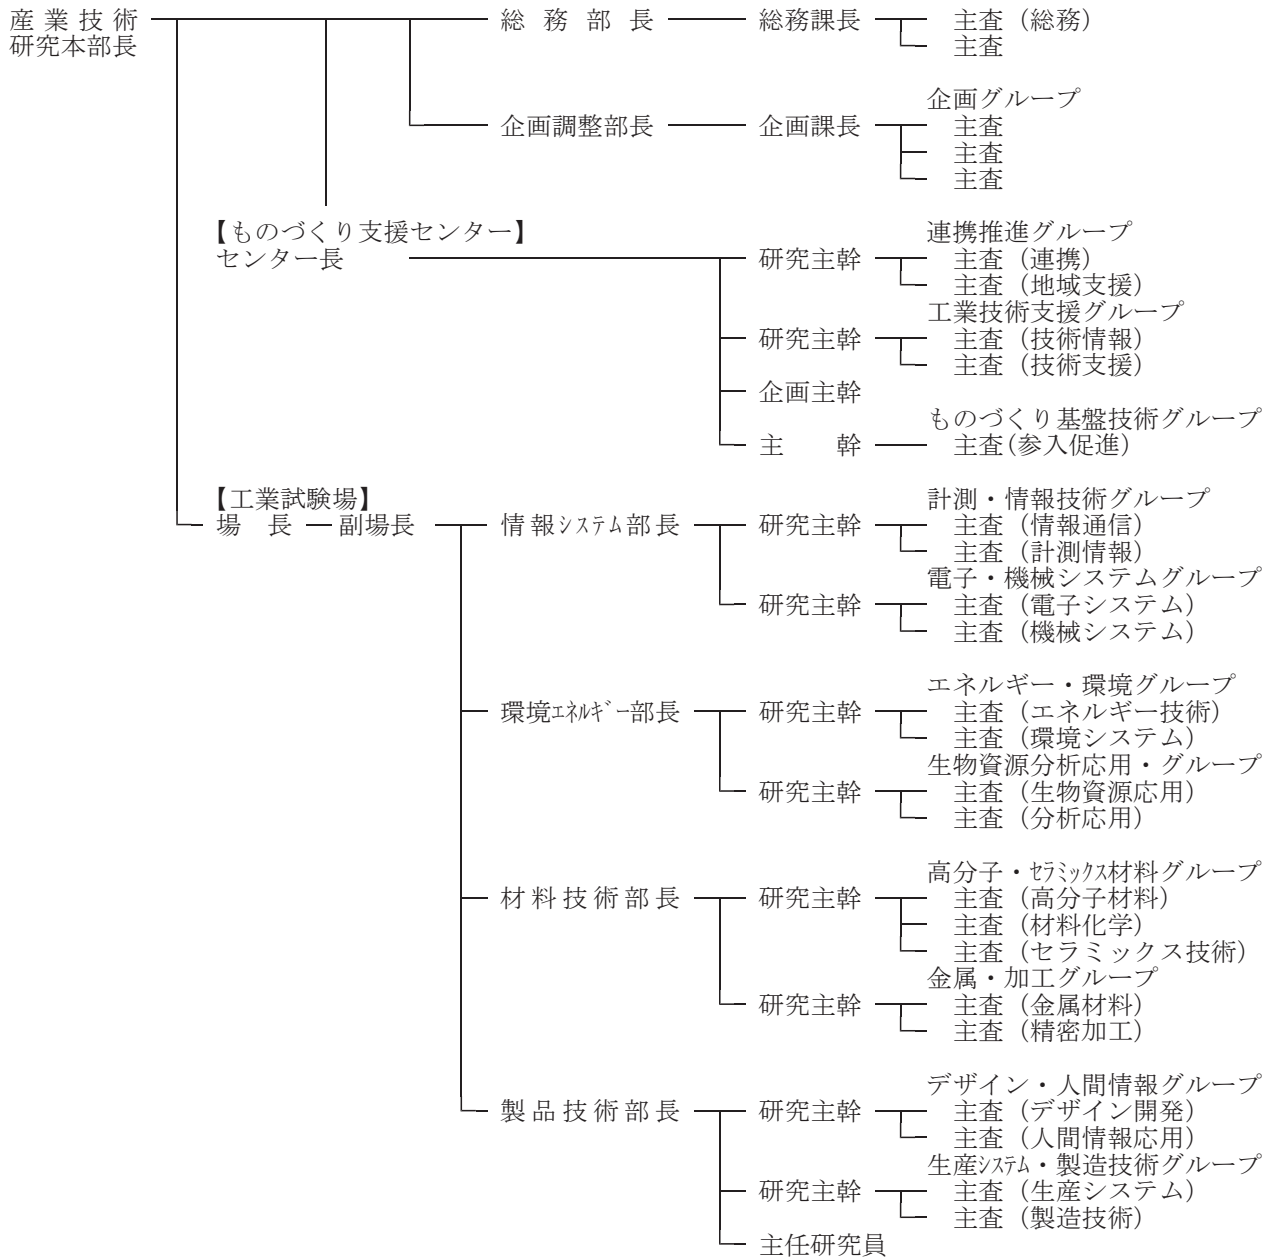 産業技術 総務部長 総務課長 主査（総務）
研究本部長 主査
企画グループ
企画調整部長 企画課長 主査
主査
主査
【ものづくり支援センター】 連携推進グループ
センター長 研究主幹 主査（連携）
主査（地域支援）
工業技術支援グループ
研究主幹 主査（技術情報）
主査（技術支援）
企画主幹
ものづくり基盤技術グループ
主　幹 主査(参入促進)
【工業試験場】 計測・情報技術グループ
場　長 副場長 情報ｼｽﾃﾑ部長 研究主幹 主査（情報通信）
主査（計測情報）
電子・機械システムグループ
研究主幹 主査（電子システム）
主査（機械システム）
エネルギー・環境グループ
環境ｴﾈﾙｷﾞｰ部長 研究主幹 主査（エネルギー技術）
主査（環境システム）
生物資源分析応用・グループ
研究主幹 主査（生物資源応用）
主査（分析応用）
高分子・ｾﾗﾐｯｸｽ材料グループ
材料技術部長 研究主幹 主査（高分子材料）
主査（材料化学）
主査（セラミックス技術）
金属・加工グループ
研究主幹 主査（金属材料）
主査（精密加工）
デザイン・人間情報グループ
製品技術部長 研究主幹 主査（デザイン開発）
主査（人間情報応用）
生産ｼｽﾃﾑ・製造技術グループ
研究主幹 主査（生産システム）
主査（製造技術）
主任研究員